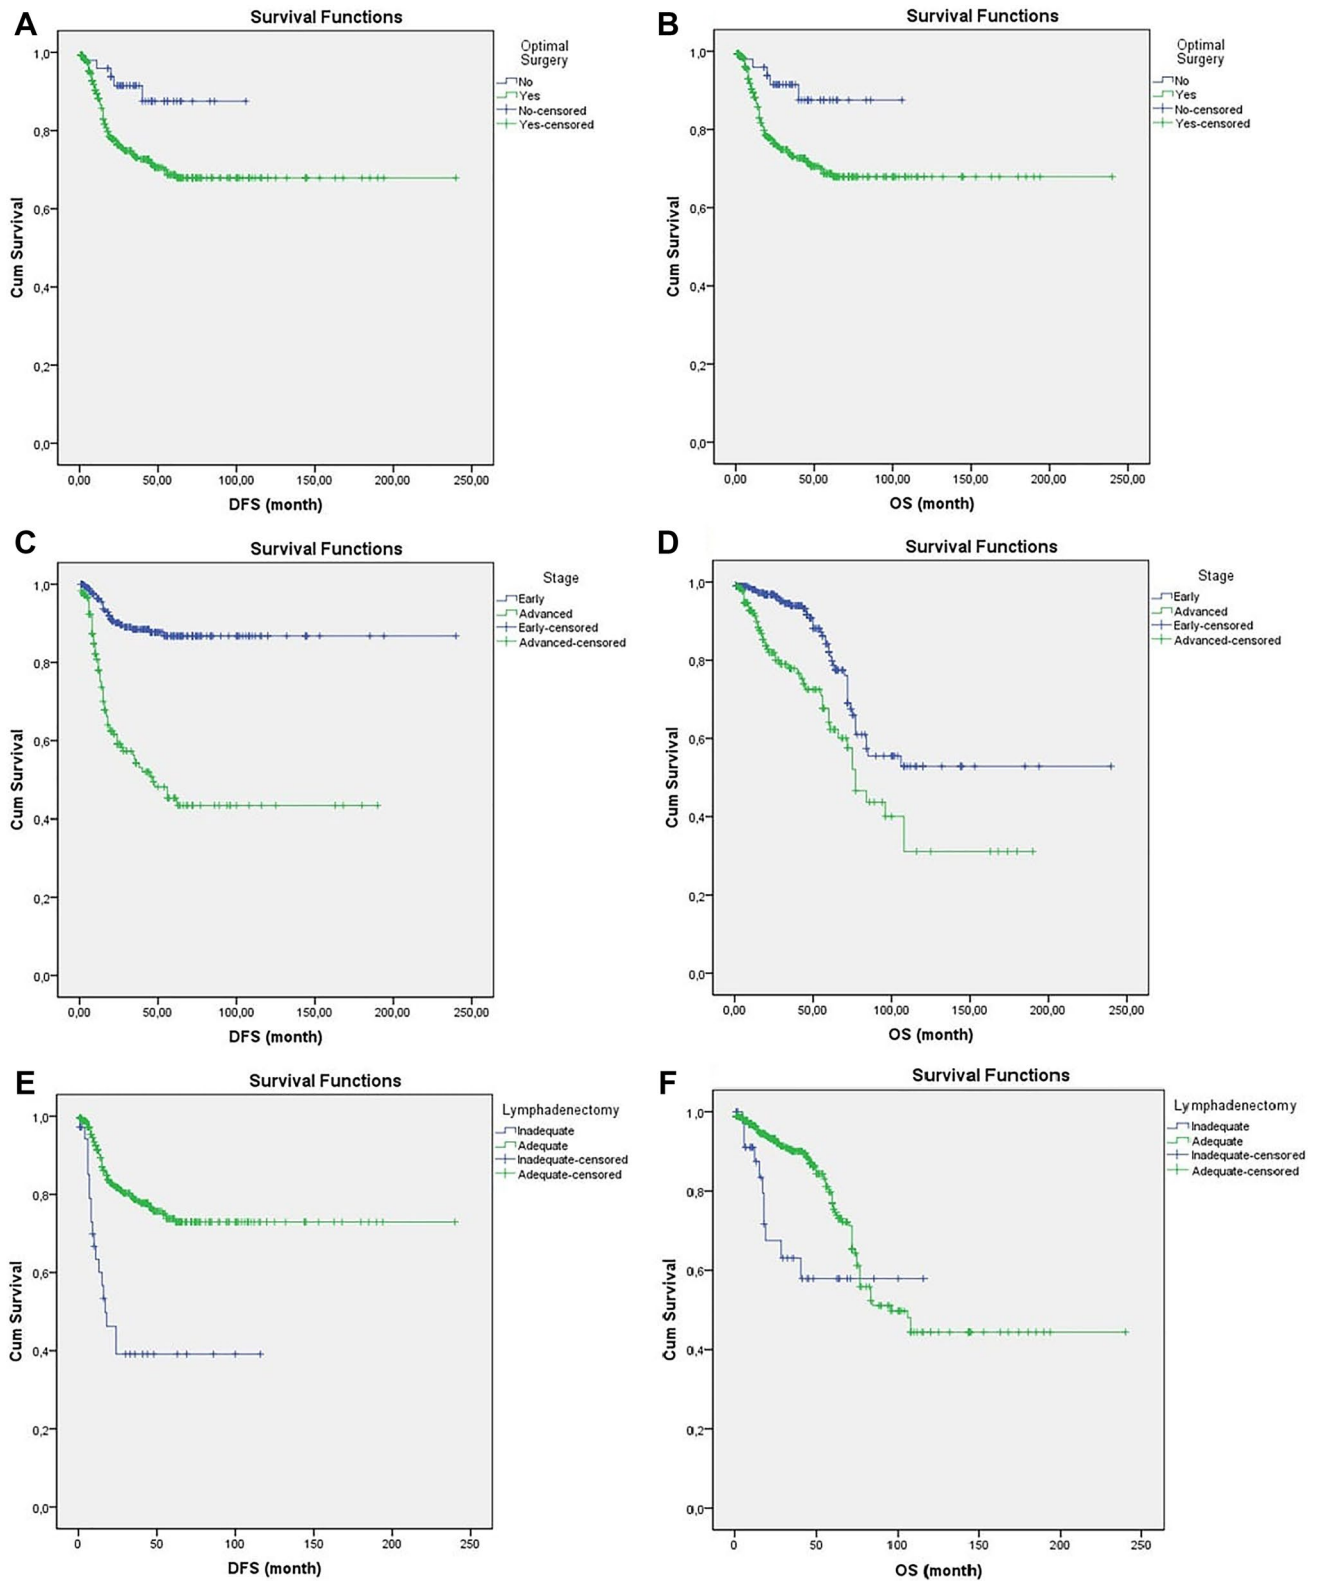 A
Survival Functions
Optimal
Surgery
No
Yes
No-censored
Yes-censored
Cum Survival
1,0
0,8
0,6
0,4
0,2
0,0
0,00 50,00 100,00 150,00 200,00 250,00
DFS (month)
B
Survival Functions
Optimal
Surgery
No
Yes
No-censored
Yes-censored
Cum Survival
1,0
0,8
0,6
0,4
0,2
0,0
0,00 50,00 100,00 150,00 200,00 250,00
OS (month)
C
Survival Functions
Stage
Early
Advanced
Early-censored
Advanced-censored
Cum Survival
1,0
0,8
0,6
0,4
0,2
0,0
0,00 50,00 100,00 150,00 200,00 250,00
DFS (month)
D
Survival Functions
Stage
Early
Advanced
Early-censored
Advanced-censored
Cum Survival
1,0
0,8
0,6
0,4
0,2
0,0
0,00 50,00 100,00 150,00 200,00 250,00
OS (month)
E
Survival Functions
Lymphadenectomy
Inadequate
Adequate
Inadequate-censored
Adequate-censored
Cum Survival
1,0
0,8
0,6
0,4
0,2
0,0
0 50 100 150 200 250
DFS (month)
F
Survival Functions
Lymphadenectomy
Inadequate
Adequate
Inadequate-censored
Adequate-censored
Cum Survival
1,0
0,8
0,6
0,4
0,2
0,0
0 50 100 150 200 250
OS (month)